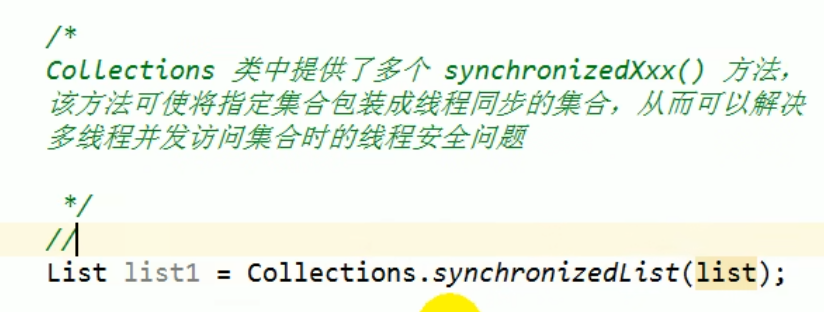 /*
Collections 类中提供了多个 synchronizedXxx() 方法，
该方法可使将指定集合包装成线程同步的集合，从而可以解决
多线程并发访问集合时的线程安全问题
*/
//
List list1 = Collections.synchronizedList(list);